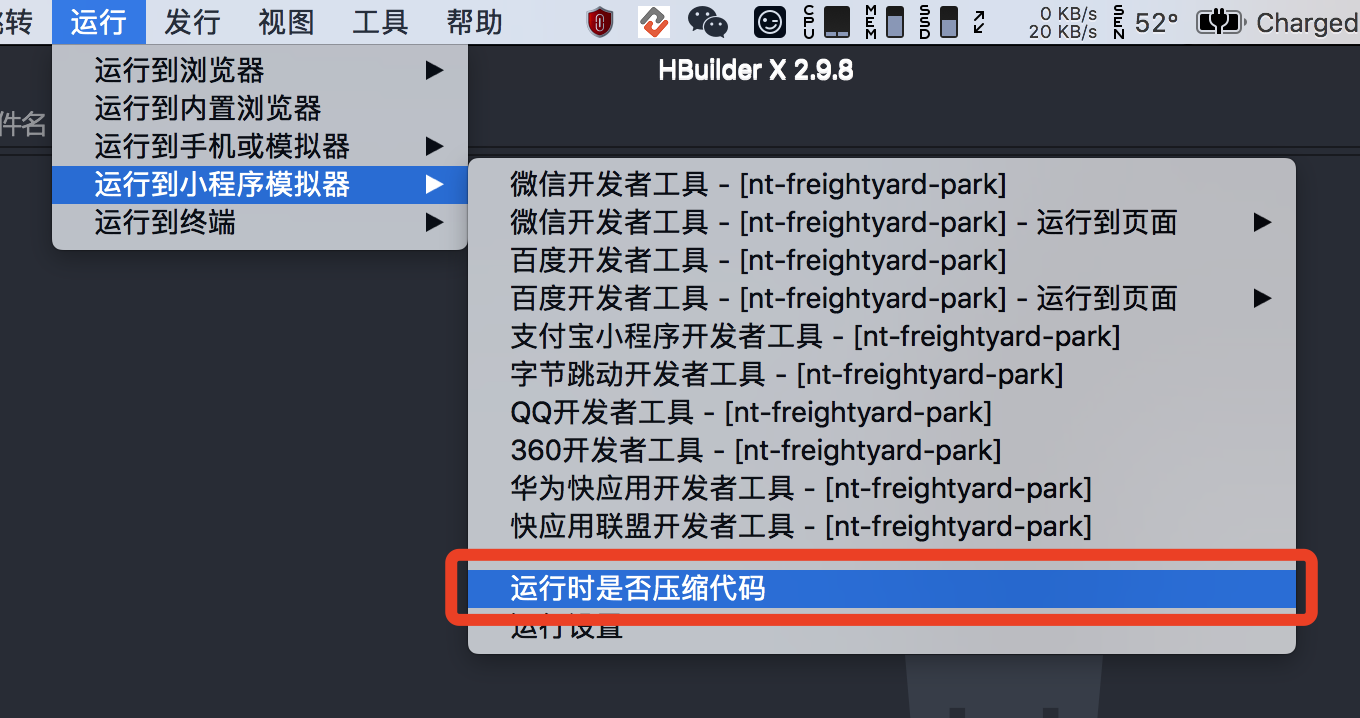 转 运行 发行 视图 工具 帮助 CPU MEM SSD 0 KB/s 20 KB/s SEN 52° Charged
HBuilder X 2.9.8
件名
运行到浏览器
运行到内置浏览器
运行到手机或模拟器
运行到小程序模拟器
运行到终端
微信开发者工具 - [nt-freightyard-park]
微信开发者工具 - [nt-freightyard-park] - 运行到页面
百度开发者工具 - [nt-freightyard-park]
百度开发者工具 - [nt-freightyard-park] - 运行到页面
支付宝小程序开发者工具 - [nt-freightyard-park]
字节跳动开发者工具 - [nt-freightyard-park]
QQ开发者工具 - [nt-freightyard-park]
360开发者工具 - [nt-freightyard-park]
华为快应用开发者工具 - [nt-freightyard-park]
快应用联盟开发者工具 - [nt-freightyard-park]
运行时是否压缩代码
运行设置